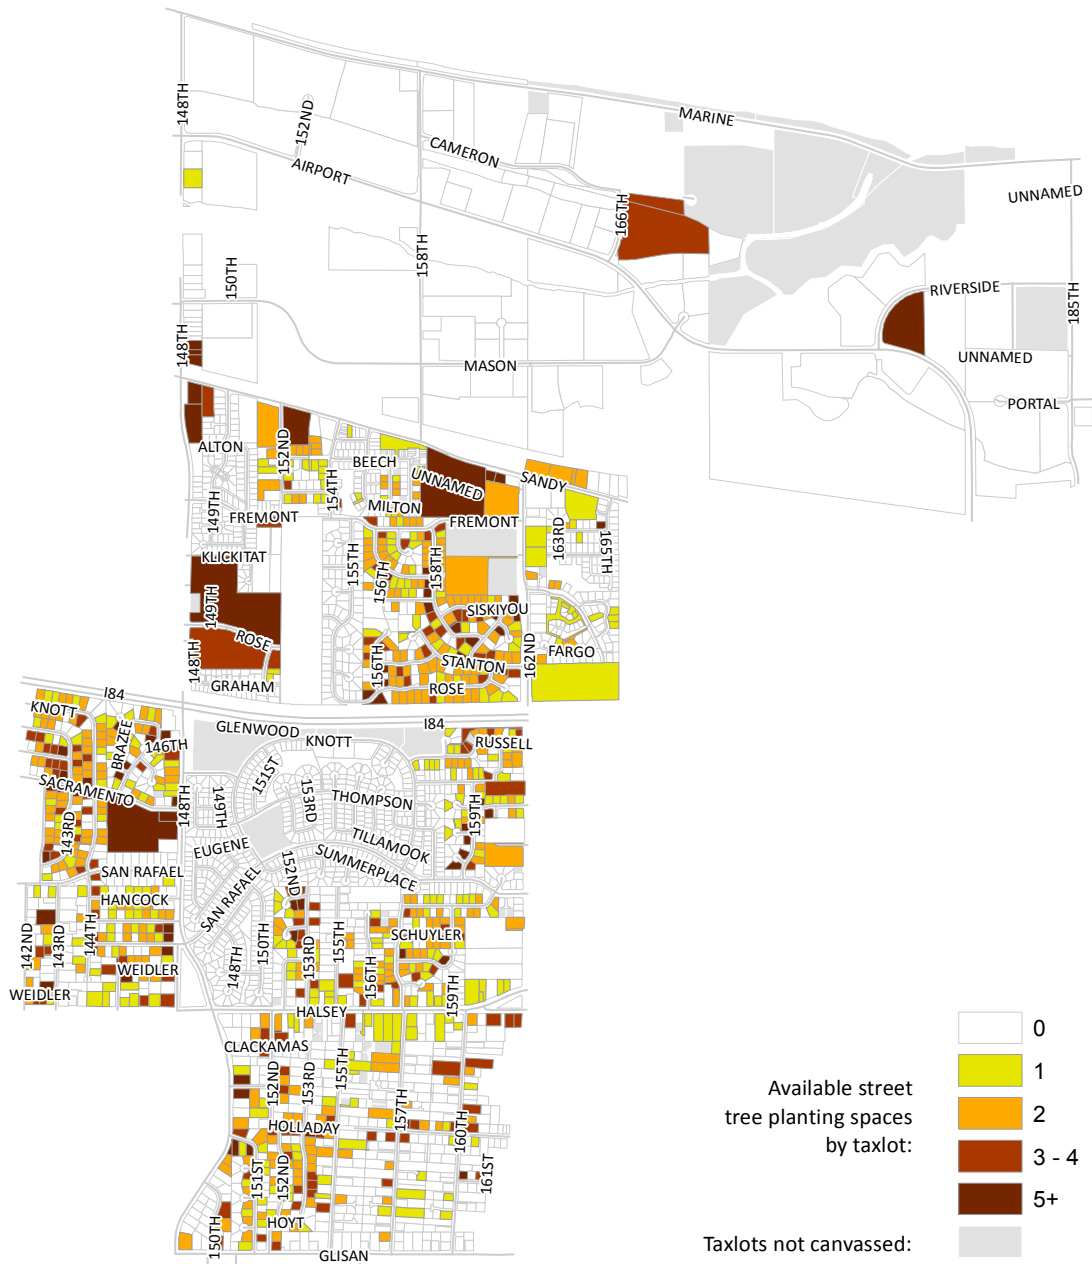 148TH
152ND
MARINE
CAMERON
AIRPORT
UNNAMED
166TH
158TH
150TH
RIVERSIDE
185TH
148TH
UNNAMED
MASON
PORTAL
ALTON
152ND
BEECH
154TH
UNNAMED
SANDY
MILTON
149TH
FREMONT
FREMONT
163RD
165TH
KLICKITAT
155TH
156TH
158TH
149TH
SISKIYOU
ROSE
148TH
156TH
STANTON
162ND
FARGO
GRAHAM
ROSE
I84
KNOTT
GLENWOOD
I84
BRAZEE
146TH
KNOTT
RUSSELL
151ST
SACRAMENTO
148TH
149TH
153RD
THOMPSON
159TH
143RD
EUGENE
TILLAMOOK
SUMMERPLACE
SAN RAFAEL
152ND
SAN RAFAEL
HANCOCK
142ND
143RD
144TH
148TH
150TH
153RD
155TH
SCHUYLER
156TH
WEIDLER
WEIDLER
159TH
HALSEY
CLACKAMAS
152ND
153RD
155TH
157TH
HOLLADAY
160TH
151ST
152ND
161ST
HOYT
150TH
GLISAN
Available street
tree planting spaces
by taxlot:
0
1
2
3 - 4
5+
Taxlots not canvassed: